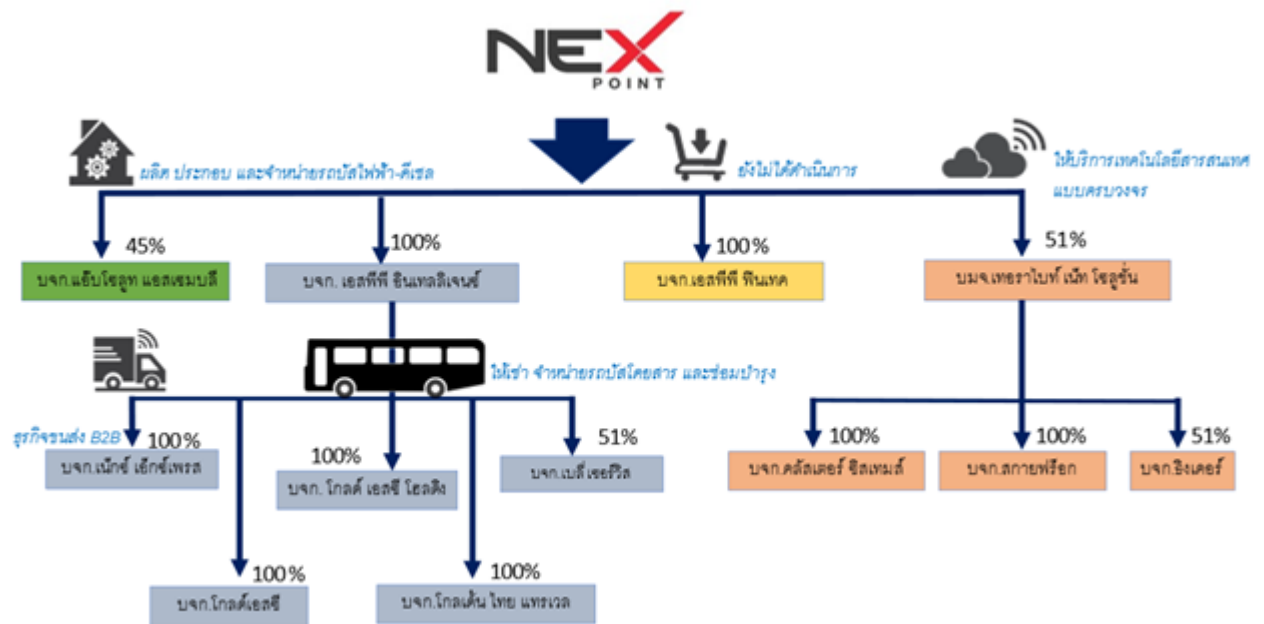 NEX
POINT
ผลิต ประกอบ และจำหน่ายรถบัสไฟฟ้า-ดีเซล
ยังไม่ได้ดำเนินการ
ให้บริการเทคโนโลยีสารสนเทศ
แบบครบวงจร
45%
100%
100%
51%
บจก.แอ๊บโซลูท แอสเซมบลี
บจก. เอสพีพี อินเทลลิเจนซ์
บจก.เอสพีพี ฟินเทค
บมจ.เทอราไบท์ เน็ท โซลูชั่น
ให้เช่า จำหน่ายรถบัสโดยสาร และซ่อมบำรุง
ธุรกิจขนส่ง B2B
100%
100%
51%
100%
100%
51%
บจก.เน็กซ์ เอ็กซ์เพรส
บจก. โกลด์ เอสซี โฮลดิง
บจก.เบลี่ เซอร์วิส
บจก.คลัสเตอร์ ซิสเทมส์
บจก.สกายฟร็อก
บจก.ธิงเคอร์
100%
100%
บจก.โกลด์เอสซี
บจก.โกลเด้น ไทย แทรเวล